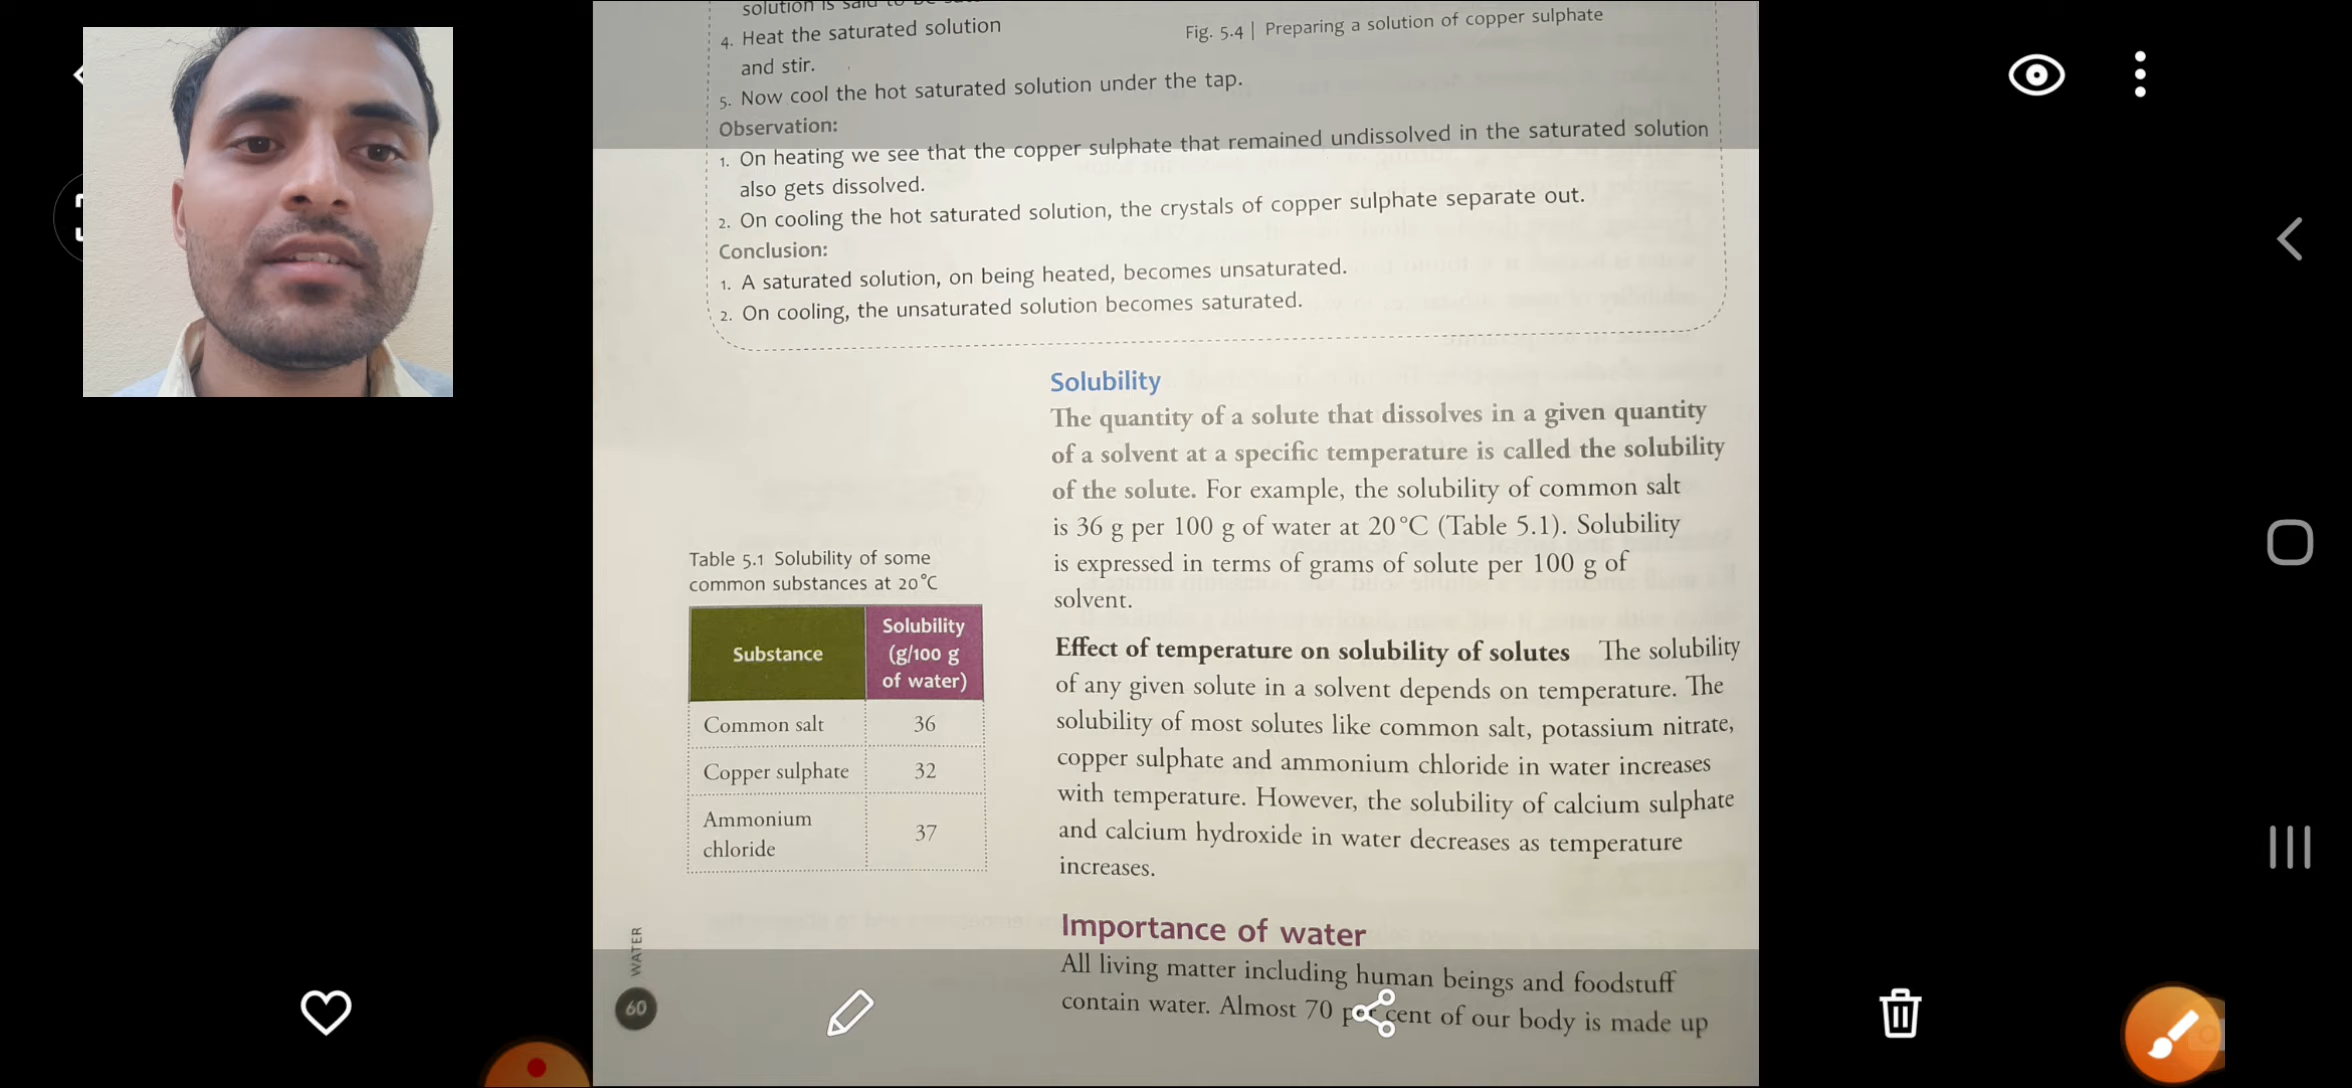 solution is said to be
4. Heat the saturated solution
and stir.
Fig. 5.4 | Preparing a solution of copper sulphate
5. Now cool the hot saturated solution under the tap.
Observation:
1. On heating we see that the copper sulphate that remained undissolved in the saturated solution
also gets dissolved.
2. On cooling the hot saturated solution, the crystals of copper sulphate separate out.
Conclusion:
1. A saturated solution, on being heated, becomes unsaturated.
2. On cooling, the unsaturated solution becomes saturated.
Solubility
The quantity of a solute that dissolves in a given quantity
of a solvent at a specific temperature is called the solubility
of the solute. For example, the solubility of common salt
is 36 g per 100 g of water at 20°C (Table 5.1). Solubility
is expressed in terms of grams of solute per 100 g of
solvent.
Table 5.1 Solubility of some
common substances at 20°C
Substance
Solubility
(g/100 g
of water)
Common salt 36
Copper sulphate 32
Ammonium
chloride 37
Effect of temperature on solubility of solutes The solubility
of any given solute in a solvent depends on temperature. The
solubility of most solutes like common salt, potassium nitrate,
copper sulphate and ammonium chloride in water increases
with temperature. However, the solubility of calcium sulphate
and calcium hydroxide in water decreases as temperature
increases.
Importance of water
All living matter including human beings and foodstuff
contain water. Almost 70 per cent of our body is made up
WATER
60